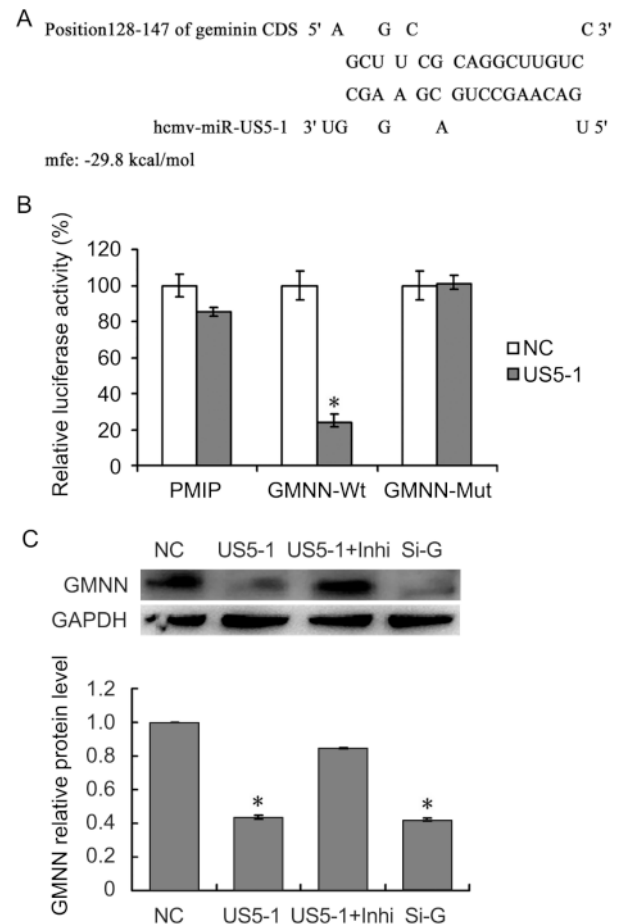 A
Position128-147 of geminin CDS 5' A G C C 3'
GCU U CG CAGGCUUGUC
CGA A GC GUCCGAACAG
hcmv-miR-US5-1 3' UG G A U 5'
mfe: -29.8 kcal/mol
B
Relative luciferase activity (%)
120
100
80
60
40
20
0
*
NC
US5-1
PMIP GMNN-Wt GMNN-Mut
C
NC US5-1 US5-1+Inhi Si-G
GMNN
GAPDH
GMNN relative protein level
1.2
1.0
0.8
0.6
0.4
0.2
0
* *
NC US5-1 US5-1+Inhi Si-G